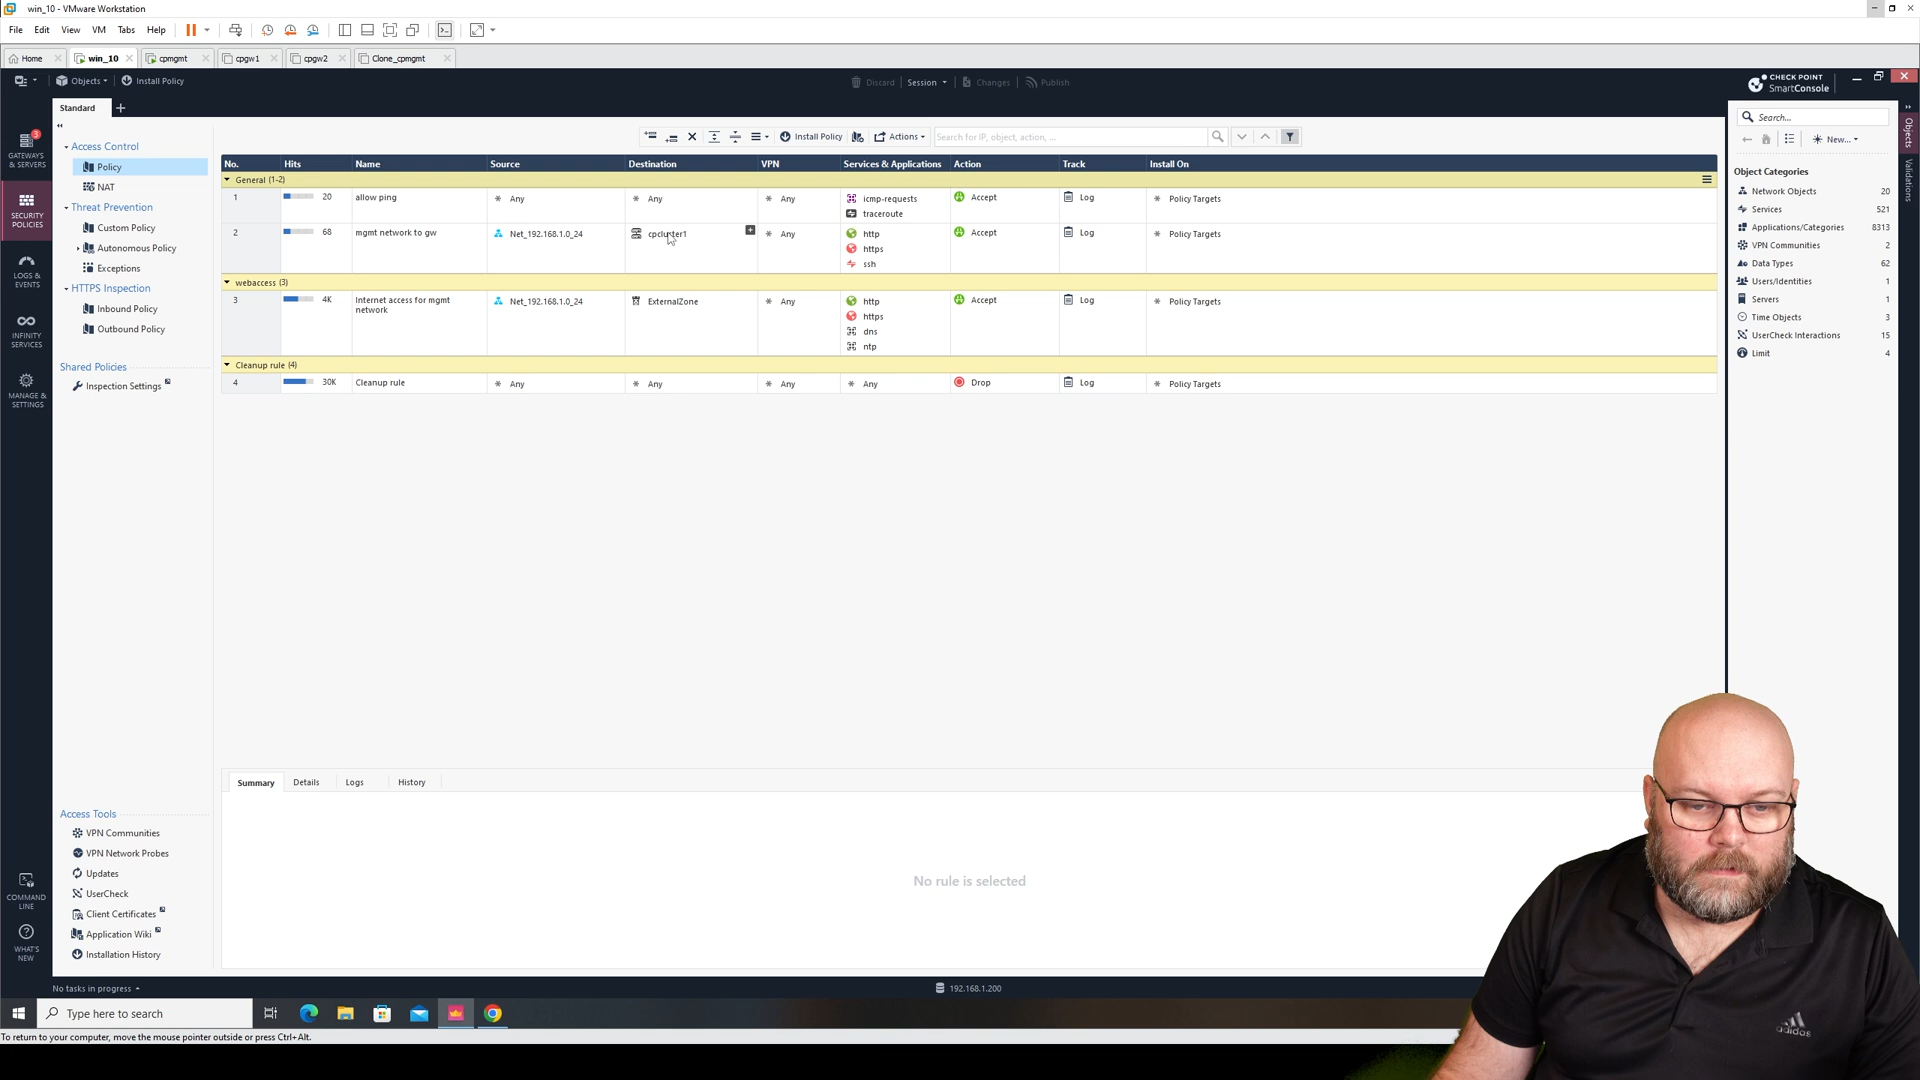 win_10 - VMware Workstation
File Edit View VM Tabs Help
Home win_10 cpmgmt cpgw1 cpgw2 Clone_cpmgmt
Objects Install Policy Discard Session Changes Publish CHECK POINT
SmartConsole
Standard
GATEWAYS
& SERVERS
3
SECURITY
POLICIES
LOGS &
EVENTS
INFINITY
SERVICES
MANAGE &
SETTINGS
COMMAND
LINE
WHAT'S
NEW
Access Control
Policy
NAT
Threat Prevention
Custom Policy
Autonomous Policy
Exceptions
HTTPS Inspection
Inbound Policy
Outbound Policy
Shared Policies
Inspection Settings
Access Tools
VPN Communities
VPN Network Probes
Updates
UserCheck
Client Certificates
Application Wiki
Installation History
Install Policy Actions Search for IP, object, action, ...
No. Hits Name Source Destination VPN Services & Applications Action Track Install On
General (1-2)
1 20 allow ping Any Any Any icmp-requests Accept Log Policy Targets
traceroute
2 68 mgmt network to gw Net_192.168.1.0_24 cpcluster1 Any http Accept Log Policy Targets
https
ssh
webaccess (3)
3 4K Internet access for mgmt Net_192.168.1.0_24 ExternalZone Any http Accept Log Policy Targets
network https
dns
ntp
Cleanup rule (4)
4 30K Cleanup rule Any Any Any Any Drop Log Policy Targets
Summary Details Logs History
No rule is selected
Search...
New...
Object Categories
Network Objects 20
Services 521
Applications/Categories 8313
VPN Communities 2
Data Types 62
Users/Identities 1
Servers 1
Time Objects 3
UserCheck Interactions 15
Limit 4
Objects
Validations
No tasks in progress 192.168.1.200
Type here to search
To return to your computer, move the mouse pointer outside or press Ctrl+Alt.
adidas